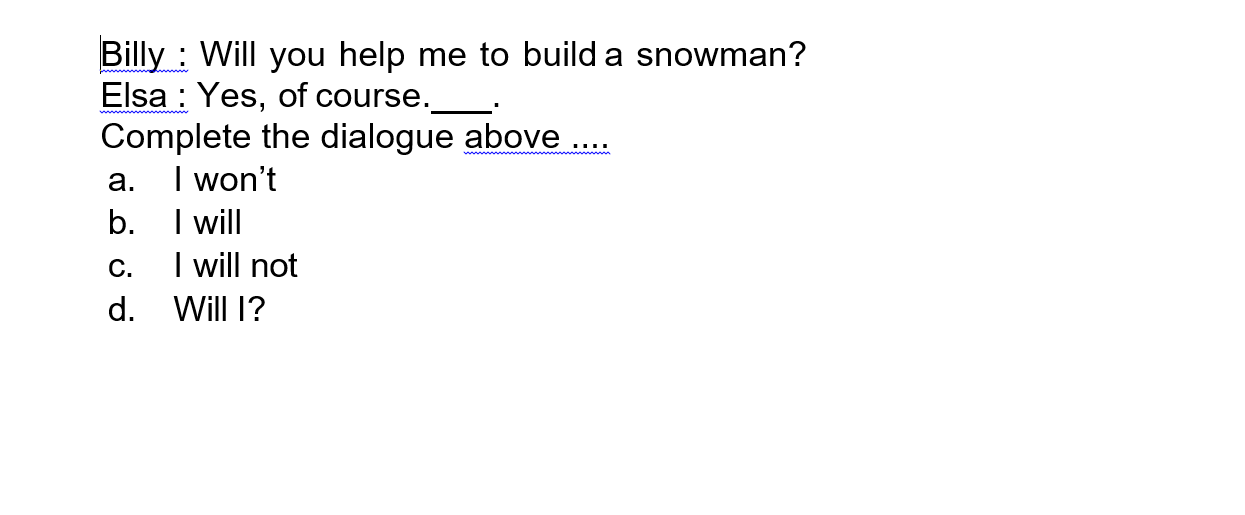 Billy : Will you help me to build a snowman?
Elsa : Yes, of course.___.
Complete the dialogue above ....
a. I won’t
b. I will
c. I will not
d. Will I?